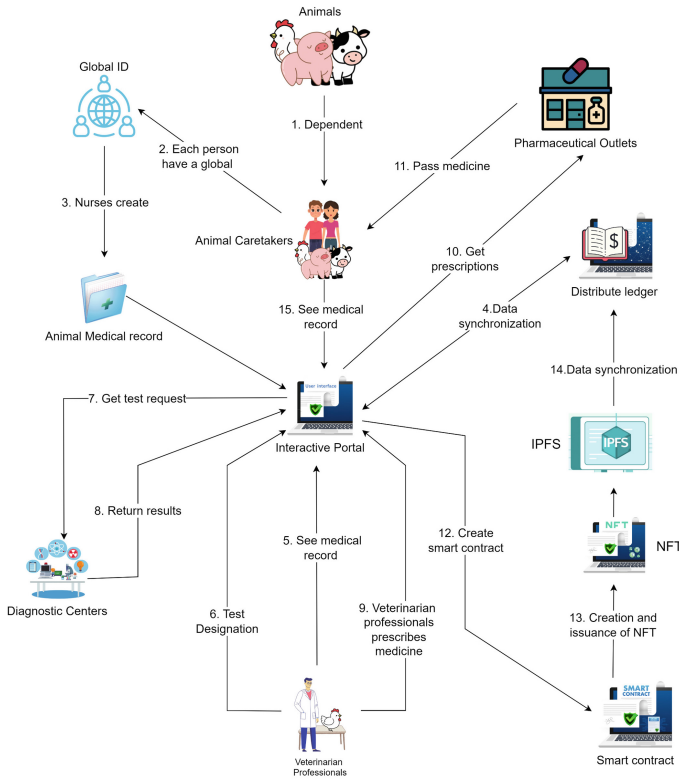 Animals
Global ID
1. Dependent
2. Each person
have a global
11. Pass medicine
Pharmaceutical Outlets
3. Nurses create
Animal Caretakers
10. Get
prescriptions
$
Distribute ledger
Animal Medical record
15. See medical
record
4.Data
synchronization
14.Data synchronization
User interface
7. Get test request
Interactive Portal
IPFS
IPFS
8. Return results
5. See medical
record
12. Create
smart contract
NFT
NFT
Diagnostic Centers
6. Test
Designation
9. Veterinarian
professionals
prescribes
medicine
13. Creation and
issuance of NFT
SMART
CONTRACT
Smart contract
Veterinarian
Professionals